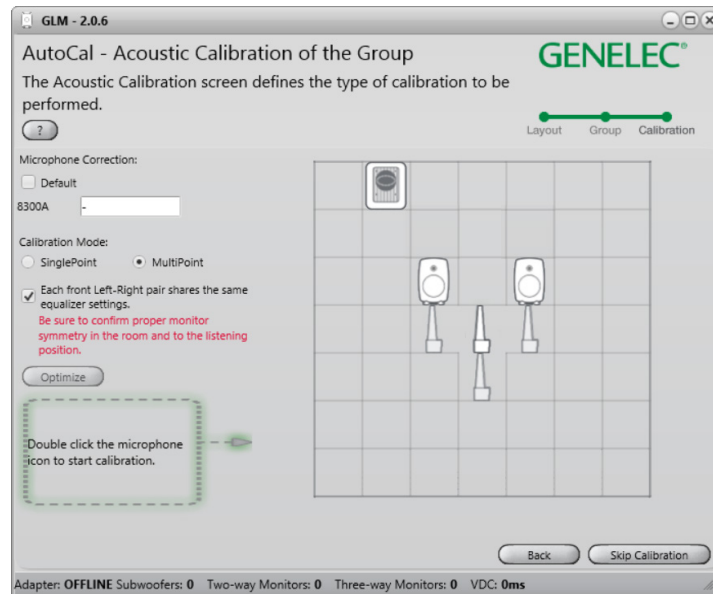 GLM - 2.0.6
AutoCal - Acoustic Calibration of the Group
GENELEC®
The Acoustic Calibration screen defines the type of calibration to be
performed.
?
Layout Group Calibration
Microphone Correction:
Default
8300A -
Calibration Mode:
SinglePoint MultiPoint
Each front Left-Right pair shares the same
equalizer settings.
Be sure to confirm proper monitor
symmetry in the room and to the listening
position.
Optimize
Double click the microphone
icon to start calibration.
Back Skip Calibration
Adapter: OFFLINE Subwoofers: 0 Two-way Monitors: 0 Three-way Monitors: 0 VDC: 0ms